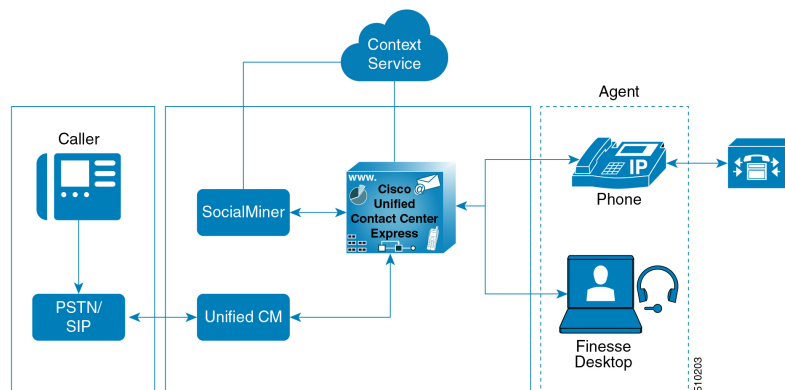 Context
Service
Agent
Caller
www.
@
Cisco
Unified
Contact Center
Express
IP
Phone
SocialMiner
PSTN/
SIP
Unified CM
Finesse
Desktop
510203